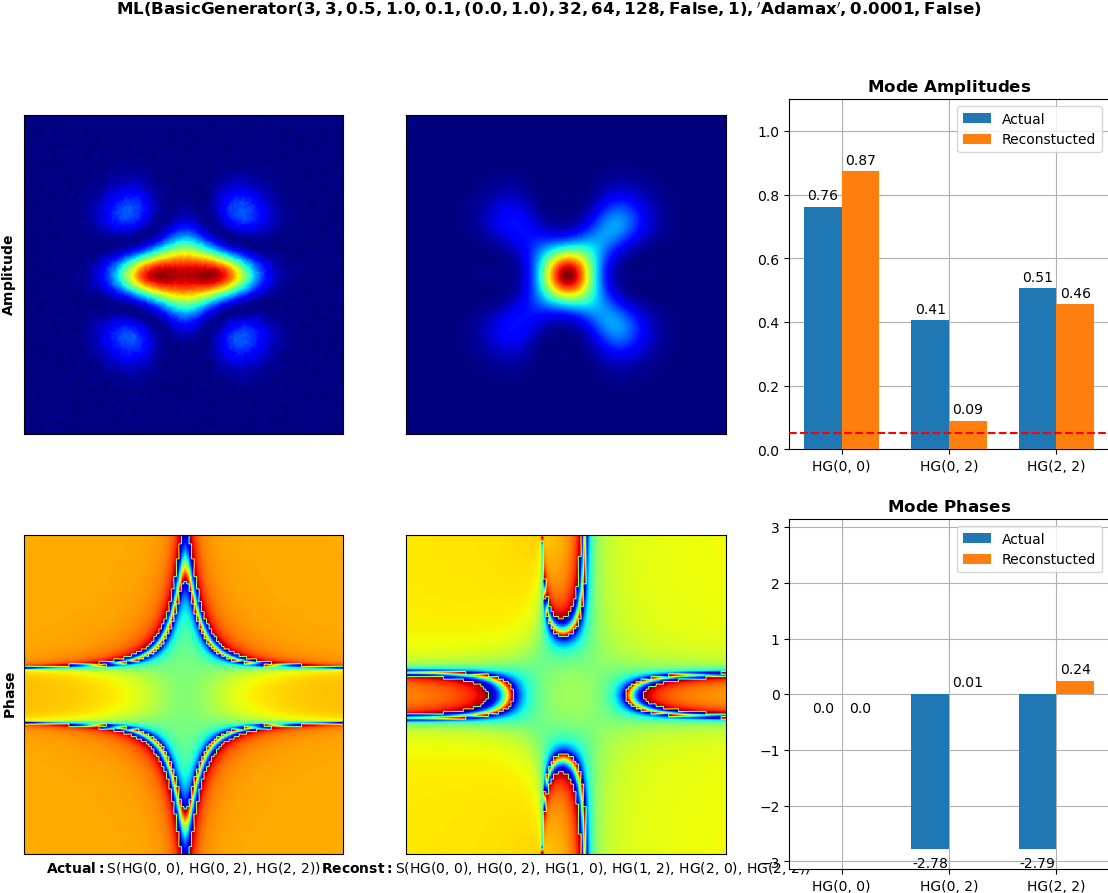 ML(BasicGenerator(3, 3, 0.5, 1.0, 0.1, (0.0, 1.0), 32, 64, 128, False, 1), ′Adamax′, 0.0001, False)
Amplitude
Mode Amplitudes
Actual
Reconstucted
1.0
0.8
0.6
0.4
0.2
0.0
0.76
0.87
0.41
0.09
0.51
0.46
HG(0, 0)
HG(0, 2)
HG(2, 2)
Phase
Mode Phases
Actual
Reconstucted
3
2
1
0
−1
−2
−3
0.0
0.0
-2.78
0.01
-2.79
0.24
HG(0, 0)
HG(0, 2)
HG(2, 2)
Actual: S(HG(0, 0), HG(0, 2), HG(2, 2))
Reconst: S(HG(0, 0), HG(0, 2), HG(1, 0), HG(1, 2), HG(2, 0), HG(2, 2))